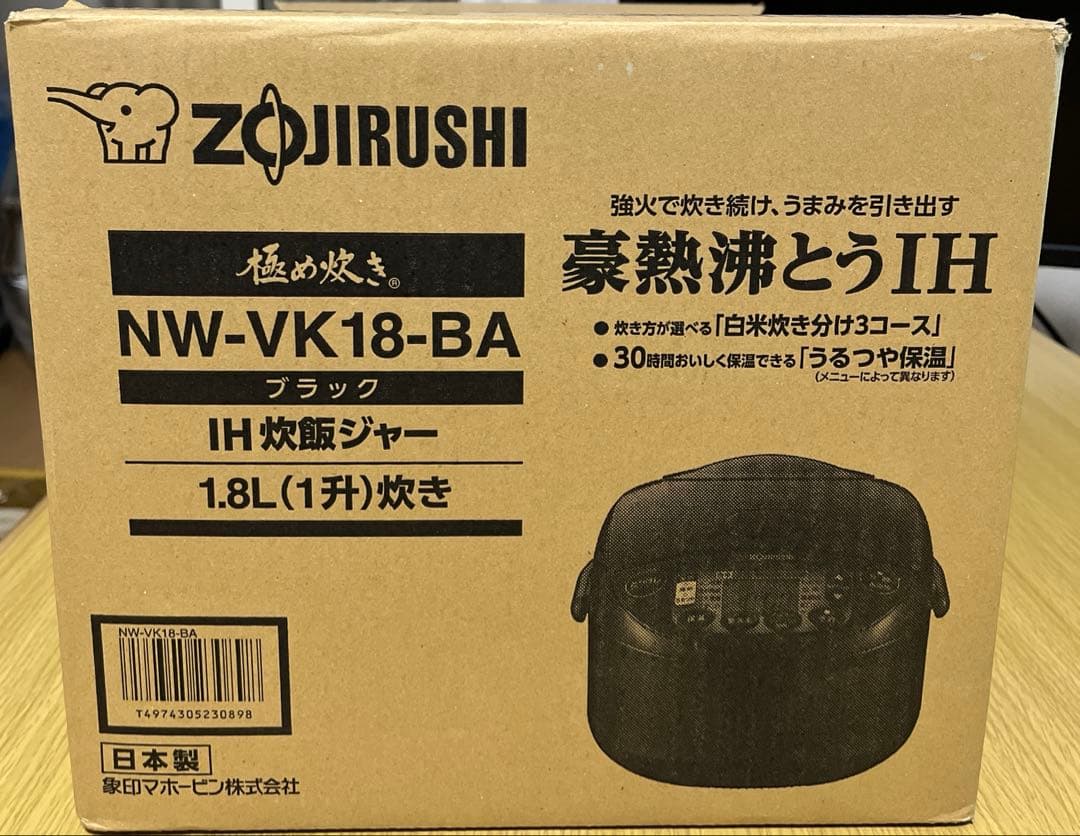 ZOJIRUSHI
極め炊き®
NW-VK18-BA
ブラック
IH炊飯ジャー
1.8L(1升)炊き
強火で炊き続け、うまみを引き出す
豪熱沸とうIH
●炊き方が選べる「白米炊き分け3コース」
●30時間おいしく保温できる「うるつや保温」
(メニューによって異なります)
ZOJIRUSHI
NW-VK18-BA
T4974305230898
日本製
象印マホービン株式会社